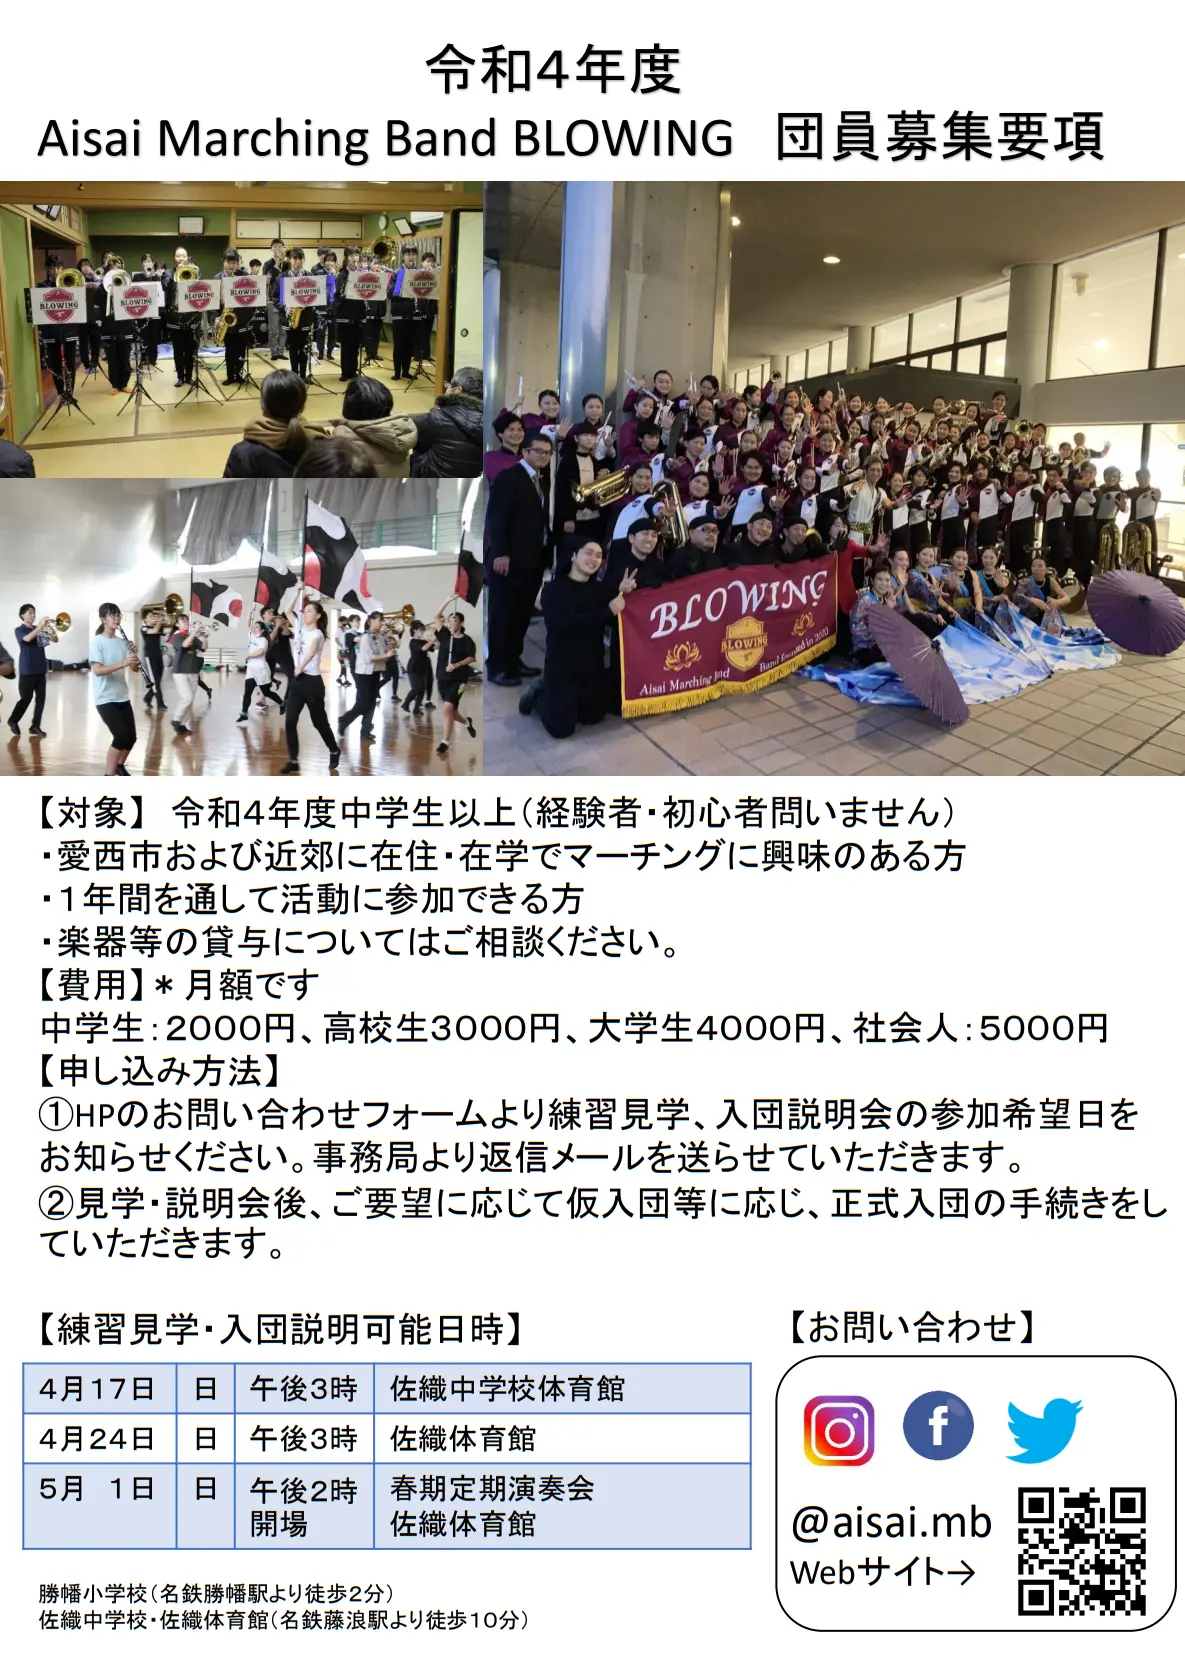 令和４年度
Aisai Marching Band BLOWING　団員募集要項
BLOWING
BLOWING
BLOWING
BLOWING
BLOWING
BLOWING
BLOWING
BLOWING
BLOWING
Aisai Marching Band
Band founded in 2020
【対象】 令和４年度中学生以上（経験者・初心者問いません）
・愛西市および近郊に在住・在学でマーチングに興味のある方
・１年間を通して活動に参加できる方
・楽器等の貸与についてはご相談ください。
【費用】＊月額です
中学生：２０００円、高校生３０００円、大学生４０００円、社会人：５０００円
【申し込み方法】
①HPのお問い合わせフォームより練習見学、入団説明会の参加希望日を
お知らせください。事務局より返信メールを送らせていただきます。
②見学・説明会後、ご要望に応じて仮入団等に応じ、正式入団の手続きをし
ていただきます。
【練習見学・入団説明可能日時】
４月１７日 日 午後３時 佐織中学校体育館
４月２４日 日 午後３時 佐織体育館
５月　１日 日 午後２時 春期定期演奏会
開場 佐織体育館
勝幡小学校（名鉄勝幡駅より徒歩２分）
佐織中学校・佐織体育館（名鉄藤浪駅より徒歩１０分）
【お問い合わせ】
@aisai.mb
Webサイト→